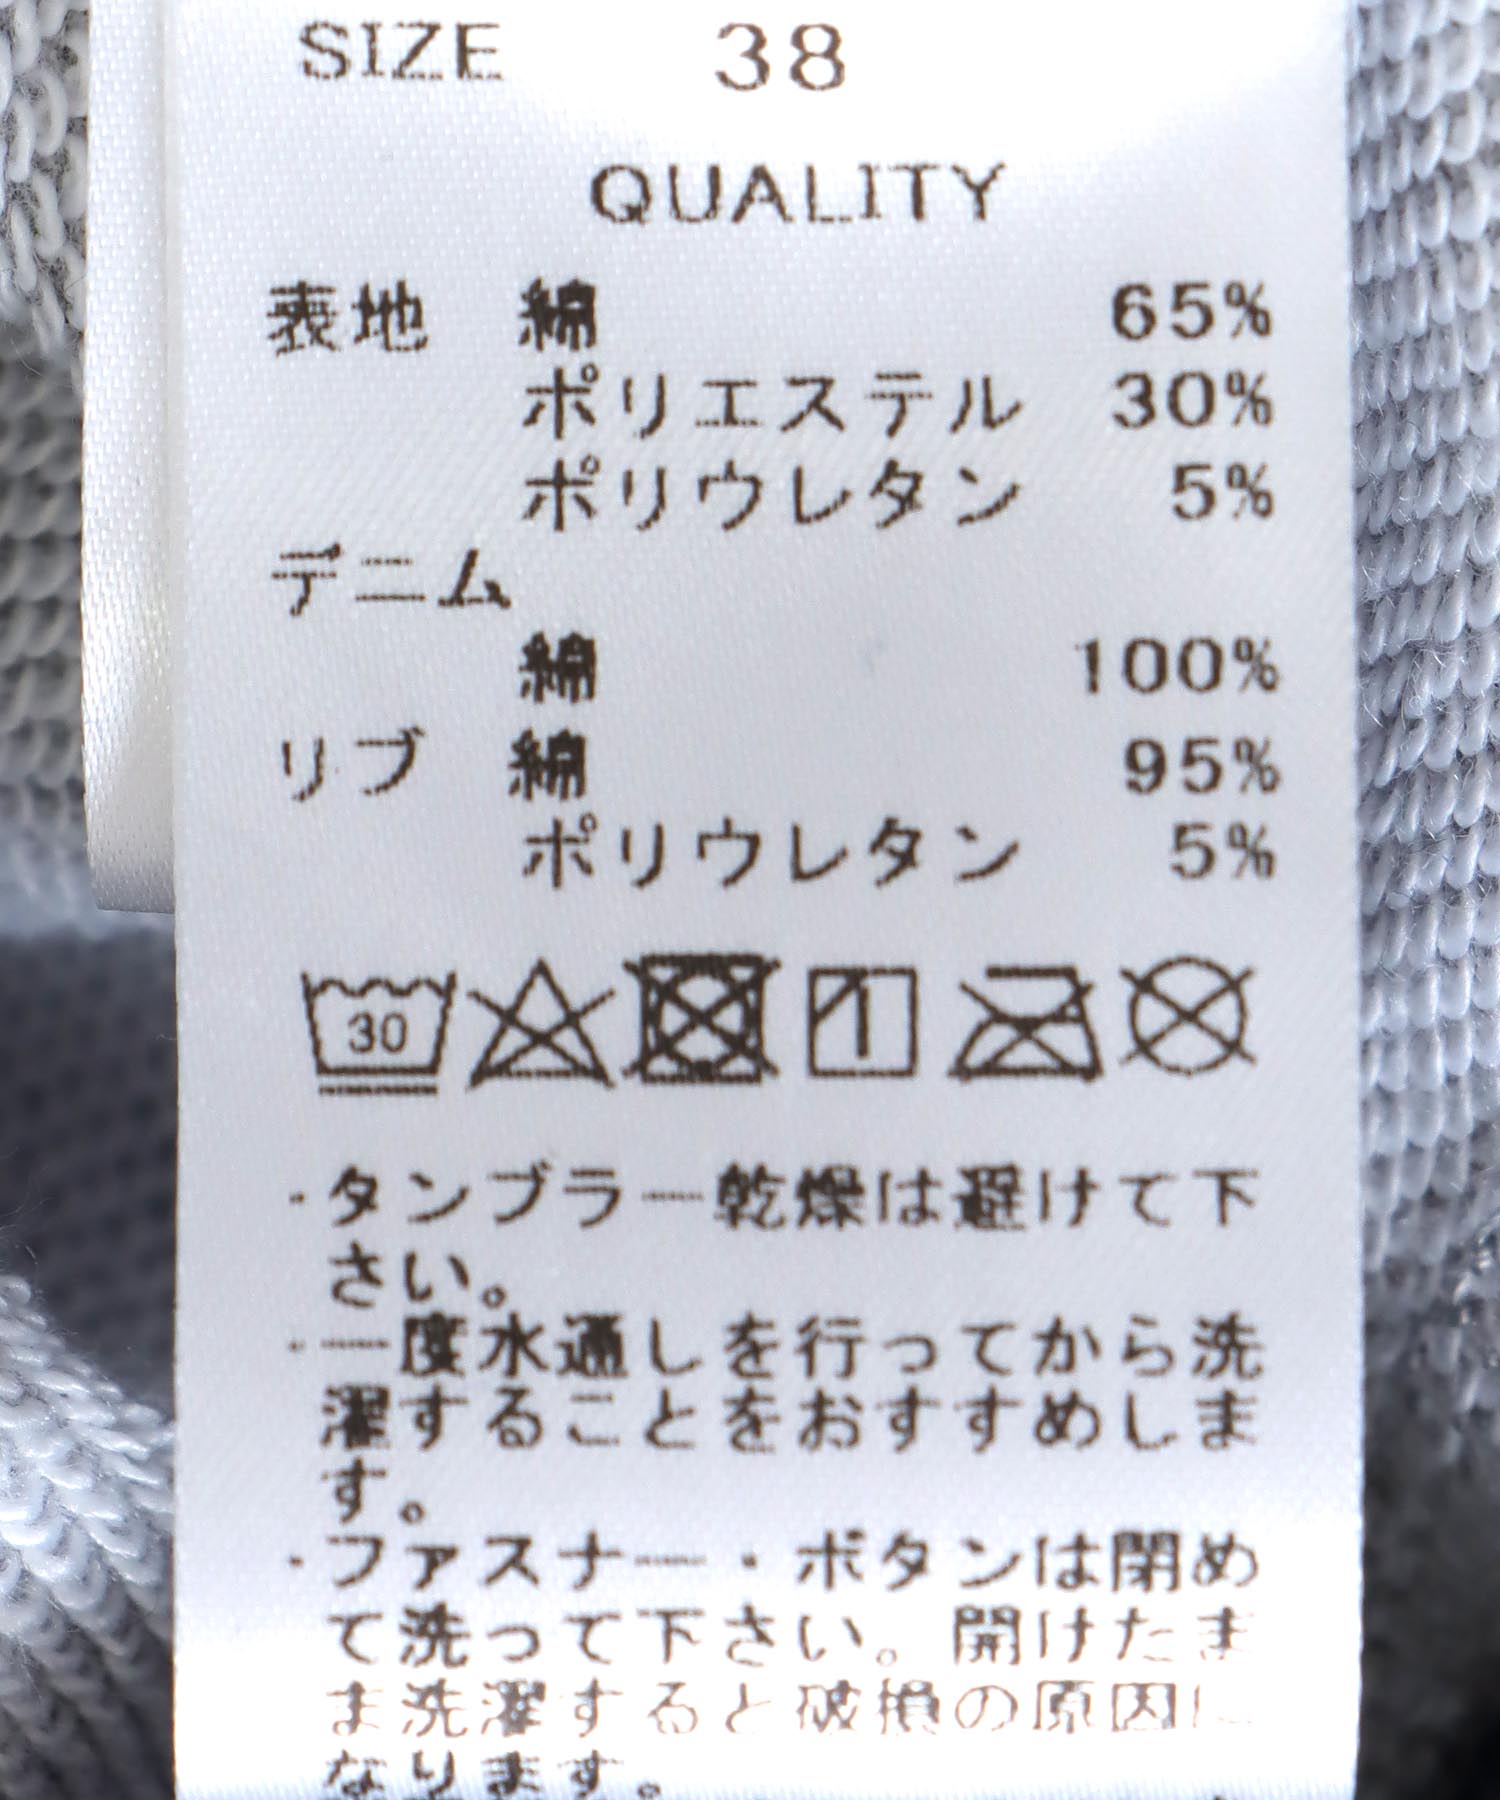 SIZE 38
QUALITY
表地 綿 65%
ポリエステル 30%
ポリウレタン 5%
デニム
綿 100%
リブ 綿 95%
ポリウレタン 5%
30
・タンブラー乾燥は避けて下
さい。
・一度水通しを行ってから洗
濯することをおすすめしま
す。
・ファスナー・ボタンは閉め
て洗って下さい。開けたま
ま洗濯すると破損の原因に
なります。